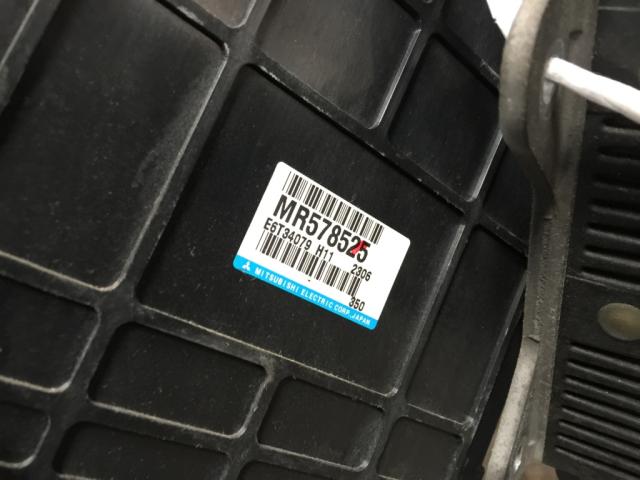 MR578525
E6T34079 H11 2306
350
MITSUBISHI ELECTRIC CORP. JAPAN